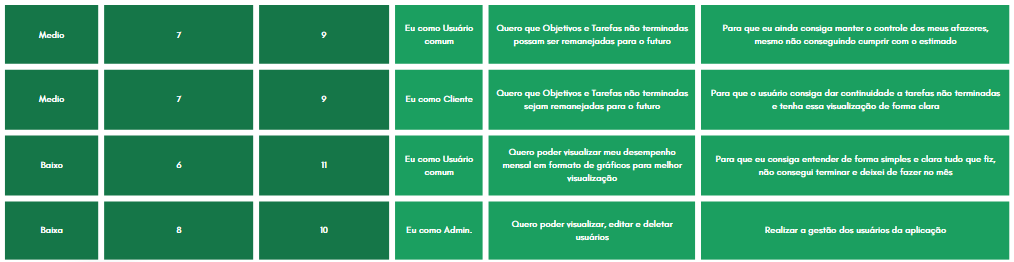 Medio
7
9
Eu como Usuário
comum
Quero que Objetivos e Tarefas não terminadas
possam ser remanejadas para o futuro
Para que eu ainda consiga manter o controle dos meus afazeres,
mesmo não conseguindo cumprir com o estimado
Medio
7
9
Eu como Cliente
Quero que Objetivos e Tarefas não terminadas
sejam remanejadas para o futuro
Para que o usuário consiga dar continuidade a tarefas não terminadas
e tenha essa visualização de forma clara
Baixo
6
11
Eu como Usuário
comum
Quero poder visualizar meu desempenho
mensal em formato de gráficos para melhor
visualização
Para que eu consiga entender de forma simples e clara tudo que fiz,
não consegui terminar e deixei de fazer no mês
Baixa
8
10
Eu como Admin.
Quero poder visualizar, editar e deletar
usuários
Realizar a gestão dos usuários da aplicação